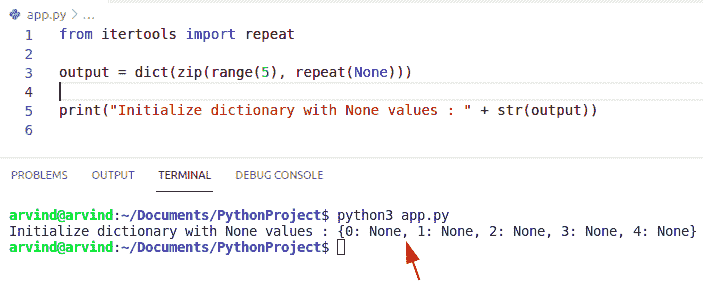 app.py > ...
1 from itertools import repeat
2
3 output = dict(zip(range(5), repeat(None)))
4
5 print("Initialize dictionary with None values : " + str(output))
6
PROBLEMS OUTPUT TERMINAL DEBUG CONSOLE
arvind@arvind:~/Documents/PythonProject$ python3 app.py
Initialize dictionary with None values : {0: None, 1: None, 2: None, 3: None, 4: None}
arvind@arvind:~/Documents/PythonProject$